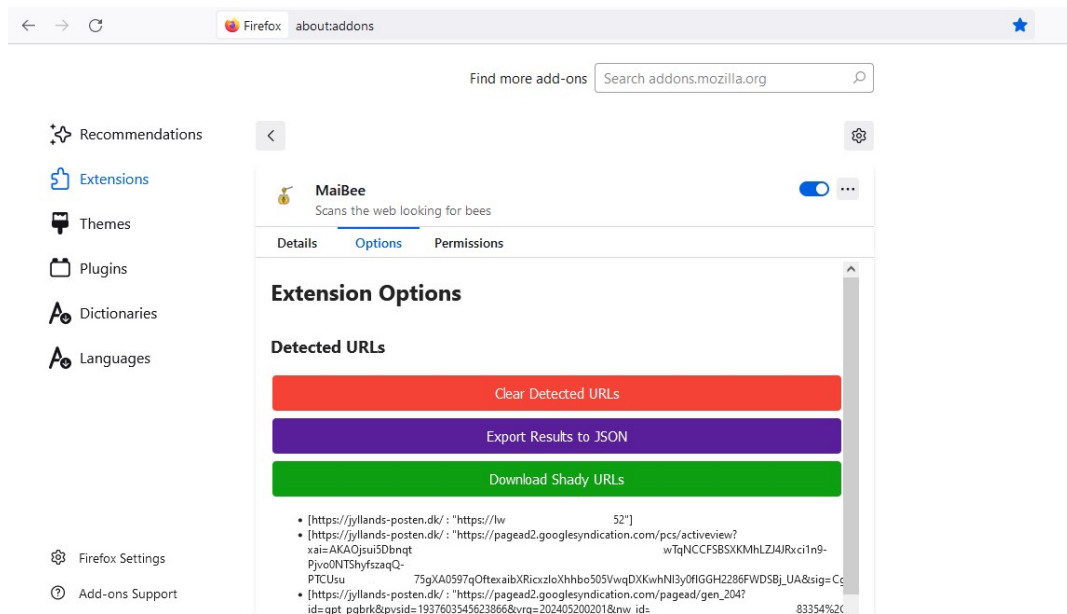 Firefox about:addons
Find more add-ons Search addons.mozilla.org
Recommendations
Extensions
Themes
Plugins
Dictionaries
Languages
Firefox Settings
Add-ons Support
MaiBee
Scans the web looking for bees
Details Options Permissions
Extension Options
Detected URLs
Clear Detected URLs
Export Results to JSON
Download Shady URLs
• [https://jyllands-posten.dk/ : "https://lw 52"]
• [https://jyllands-posten.dk/ : "https://pagead2.googlesyndication.com/pcs/activeview?
xai=AKAOjsui5Dbnqt wTqNCCFSBSXKMhLZJ4JRxci1n9-
Pjvo0NTShyfszaqQ-
PTCUsu 75gXA0597qOftexaibXRicxzloXhhbo505VwqDXKwhNI3y0fIGGH2286FWDSBj_UA&sig=Cg
• [https://jyllands-posten.dk/ : "https://pagead2.googlesyndication.com/pagead/gen_204?
id=gpt_pgbrk&pvsid=1937603545623866&vrg=202405200201&nw_id= 83354%2C